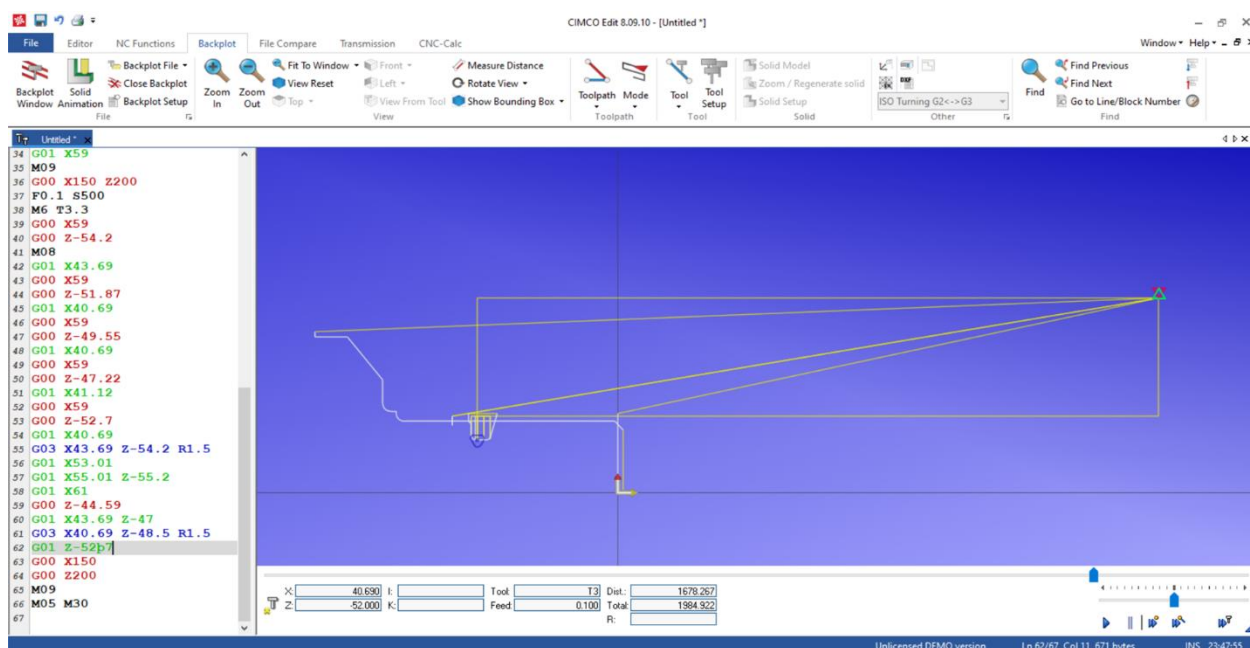 CIMCO Edit 8.09.10 - [Untitled *]
File Editor NC Functions Backplot File Compare Transmission CNC-Calc Window Help
Backplot Window
Solid Animation
Backplot File
Close Backplot
Backplot Setup
File
Zoom In
Zoom Out
Fit To Window
View Reset
Top
Front
Left
View From Tool
Measure Distance
Rotate View
Show Bounding Box
View
Toolpath Mode
Toolpath
Tool
Tool Setup
Tool
Solid Model
Zoom / Regenerate solid
Solid Setup
Solid
ISO Turning G2<->G3
Other
Find
Find Previous
Find Next
Go to Line/Block Number
Find
Untitled *
34 G01 X59
35 M09
36 G00 X150 Z200
37 F0.1 S500
38 M6 T3.3
39 G00 X59
40 G00 Z-54.2
41 M08
42 G01 X43.69
43 G00 X59
44 G00 Z-51.87
45 G01 X40.69
46 G00 X59
47 G00 Z-49.55
48 G01 X40.69
49 G00 X59
50 G00 Z-47.22
51 G01 X41.12
52 G00 X59
53 G00 Z-52.7
54 G01 X40.69
55 G03 X43.69 Z-54.2 R1.5
56 G01 X53.01
57 G01 X55.01 Z-55.2
58 G01 X61
59 G00 Z-44.59
60 G01 X43.69 Z-47
61 G03 X40.69 Z-48.5 R1.5
62 G01 Z-52þ7
63 G00 X150
64 G00 Z200
65 M09
66 M05 M30
67
X: 40.690 I: Tool: T3 Dist.: 1678.267
Z: -52.000 K: Feed: 0.100 Total: 1984.922
R:
Unlicensed DEMO version Ln 62/67, Col 11, 671 bytes INS 23:47:55